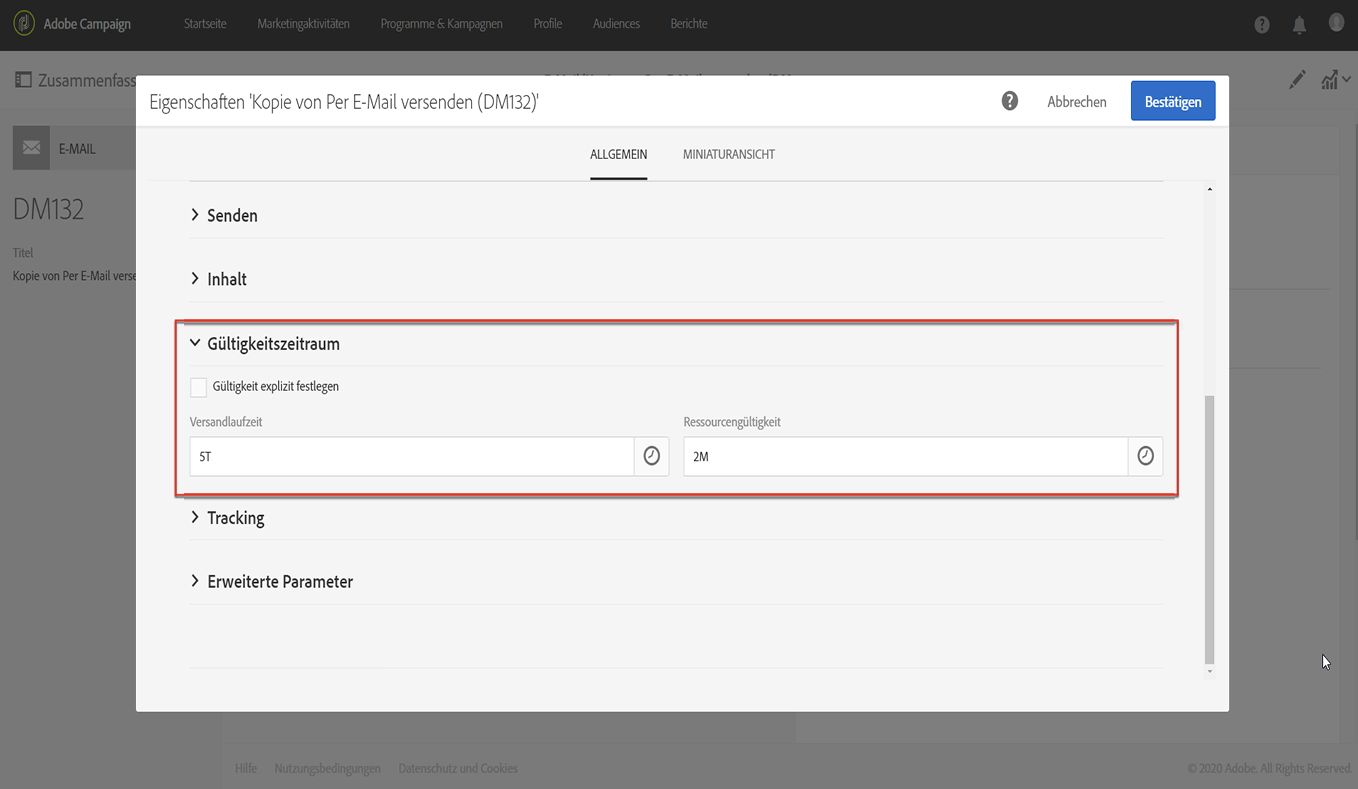 Adobe Campaign Startseite Marketingaktivitäten Programme & Kampagnen Profile Audiences Berichte
Zusammenfass
Eigenschaften 'Kopie von Per E-Mail versenden (DM132)' Abbrechen Bestätigen
E-MAIL
ALLGEMEIN MINIATURANSICHT
DM132
Titel
Kopie von Per E-Mail verse
Senden
Inhalt
Gültigkeitszeitraum
Gültigkeit explizit festlegen
Versandlaufzeit Ressourcengültigkeit
5T 2M
Tracking
Erweiterte Parameter
Hilfe Nutzungsbedingungen Datenschutz und Cookies © 2020 Adobe. All Rights Reserved.